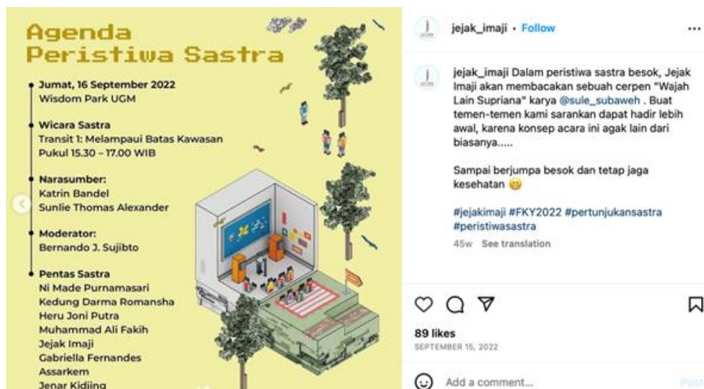 Agenda
Peristiwa Sastra
Jumat, 16 September 2022
Wisdom Park UGM
Wicara Sastra
Transit 1: Melampaui Batas Kawasan
Pukul 15.30 - 17.00 WIB
Narasumber:
Katrin Bandel
Sunlie Thomas Alexander
Moderator:
Bernando J. Sujibto
Pentas Sastra
Ni Made Purnamasari
Kedung Darma Romansha
Heru Joni Putra
Muhammad Ali Fakih
Jejak Imaji
Gabriella Fernandes
Assarkem
Jenar Kidjing
jejak_imaji • Follow
jejak_imaji Dalam peristiwa sastra besok, Jejak
Imaji akan membacakan sebuah cerpen "Wajah
Lain Supriana" karya @sule_subaweh . Buat
temen-temen kami sarankan dapat hadir lebih
awal, karena konsep acara ini agak lain dari
biasanya.....
Sampai berjumpa besok dan tetap jaga
kesehatan 😊
#jejakimaji #FKY2022 #pertunjukansastra
#peristiwasastra
45w See translation
89 likes
SEPTEMBER 15, 2022
Add a comment...
Post